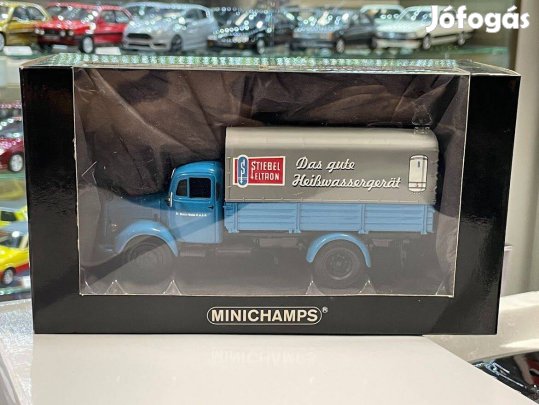 Jófogás
STIEBEL
ELTRON
Das gute
Heißwassergerät
MINICHAMPS